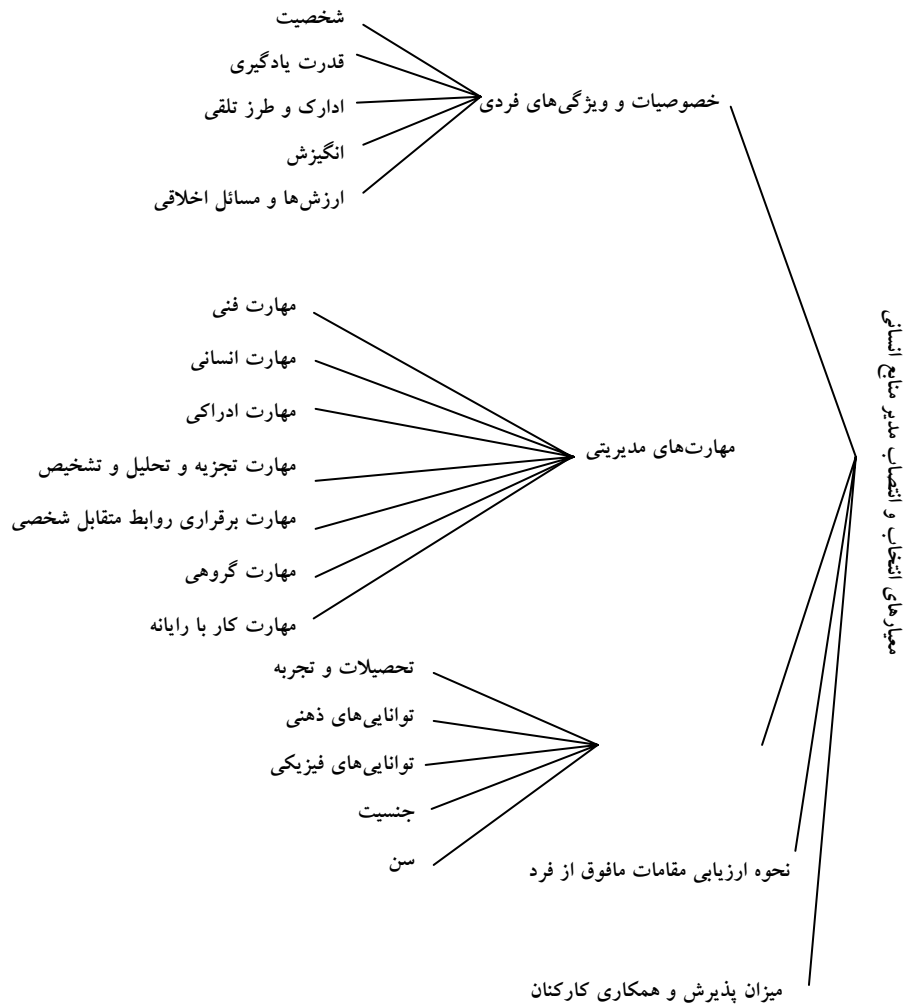 معیارهای انتخاب و انتصاب مدیر منابع انسانی
خصوصیات و ویژگی‌های فردی
شخصیت
قدرت یادگیری
ادارک و طرز تلقی
انگیزش
ارزش‌ها و مسائل اخلاقی
مهارت‌های مدیریتی
مهارت فنی
مهارت انسانی
مهارت ادراکی
مهارت تجزیه و تحلیل و تشخیص
مهارت برقراری روابط متقابل شخصی
مهارت گروهی
مهارت کار با رایانه
تحصیلات و تجربه
توانایی‌های ذهنی
توانایی‌های فیزیکی
جنسیت
سن
نحوه ارزیابی مقامات مافوق از فرد
میزان پذیرش و همکاری کارکنان